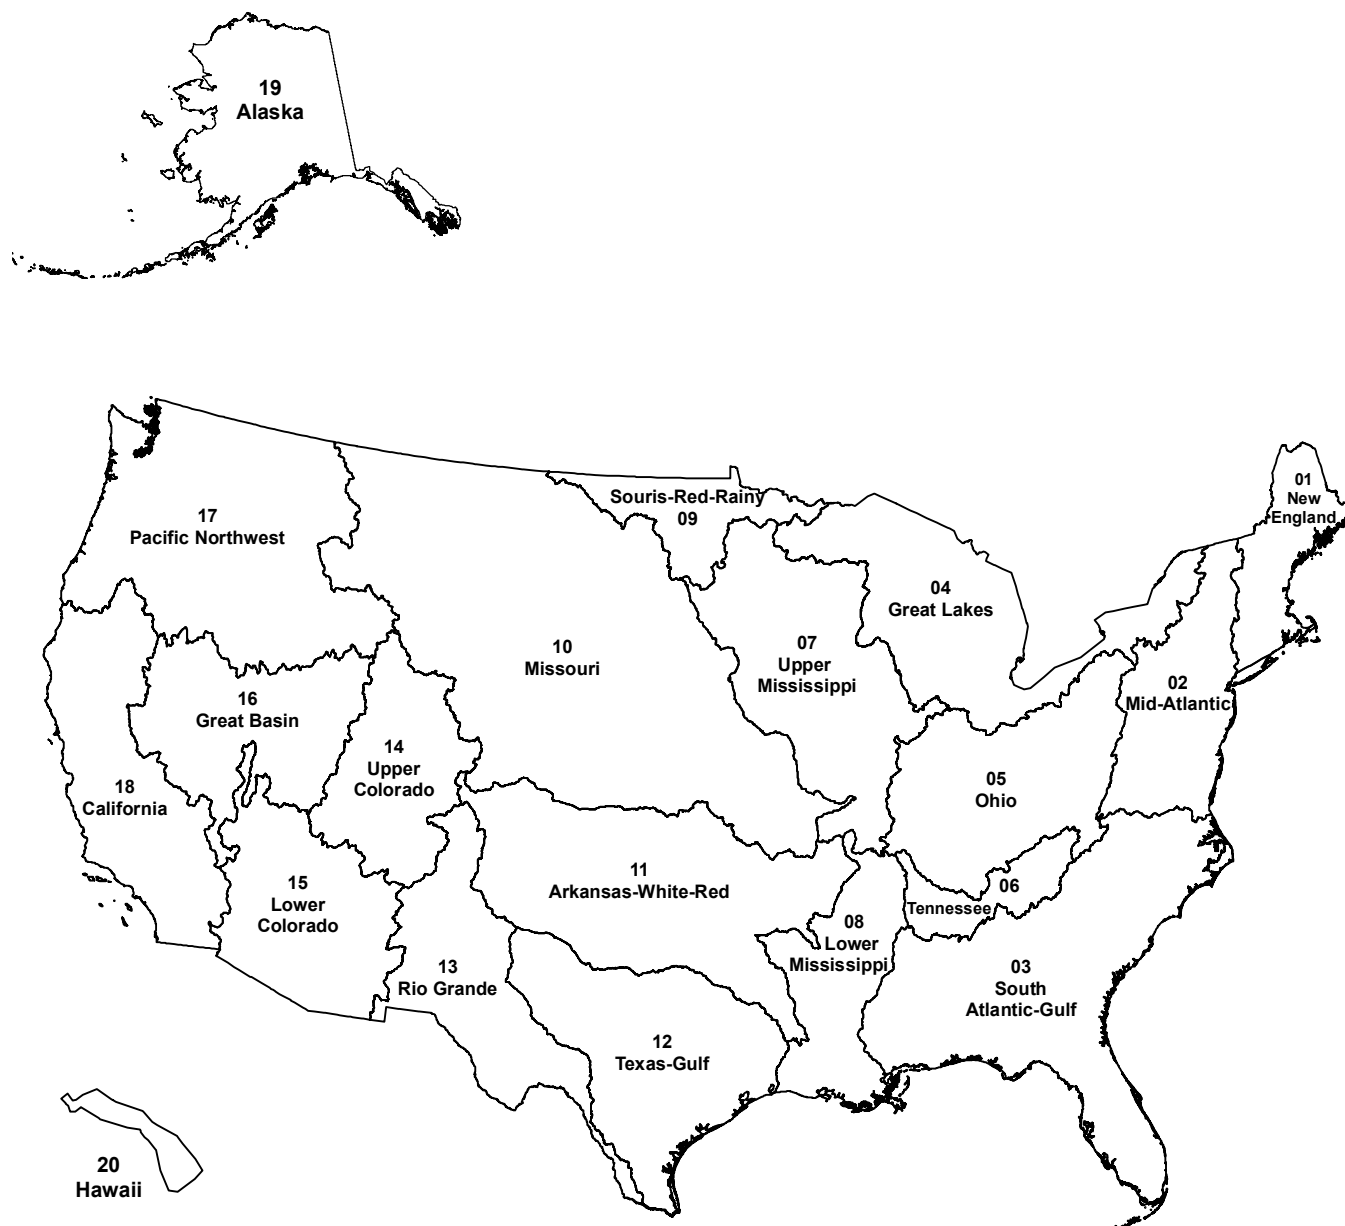 19
Alaska
01
New
England
Souris-Red-Rainy
09
17
Pacific Northwest
04
Great Lakes
10
Missouri
07
Upper
Mississippi
02
Mid-Atlantic
16
Great Basin
14
Upper
Colorado
18
California
05
Ohio
11
Arkansas-White-Red
15
Lower
Colorado
06
Tennessee
08
Lower
Mississippi
13
Rio Grande
03
South
Atlantic-Gulf
12
Texas-Gulf
20
Hawaii